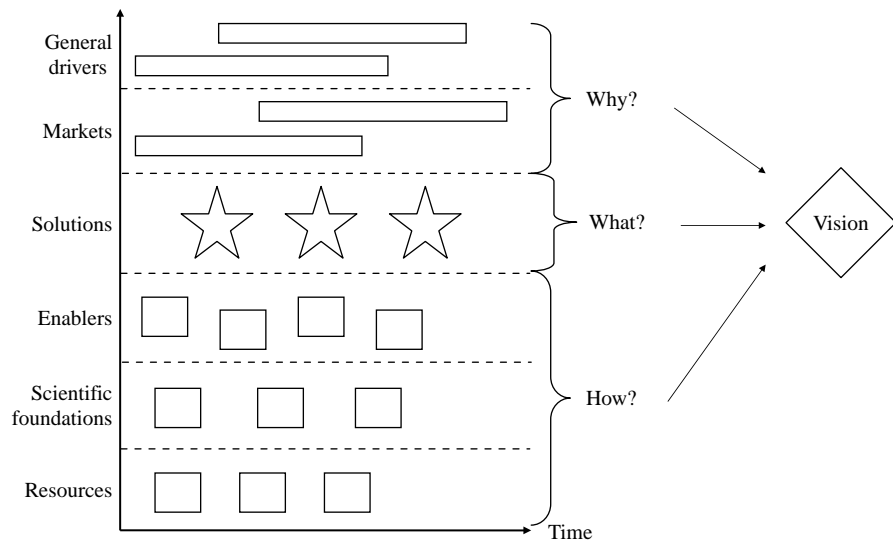 General
drivers
Markets
Solutions
Enablers
Scientific
foundations
Resources
Time
Why?
What?
How?
Vision